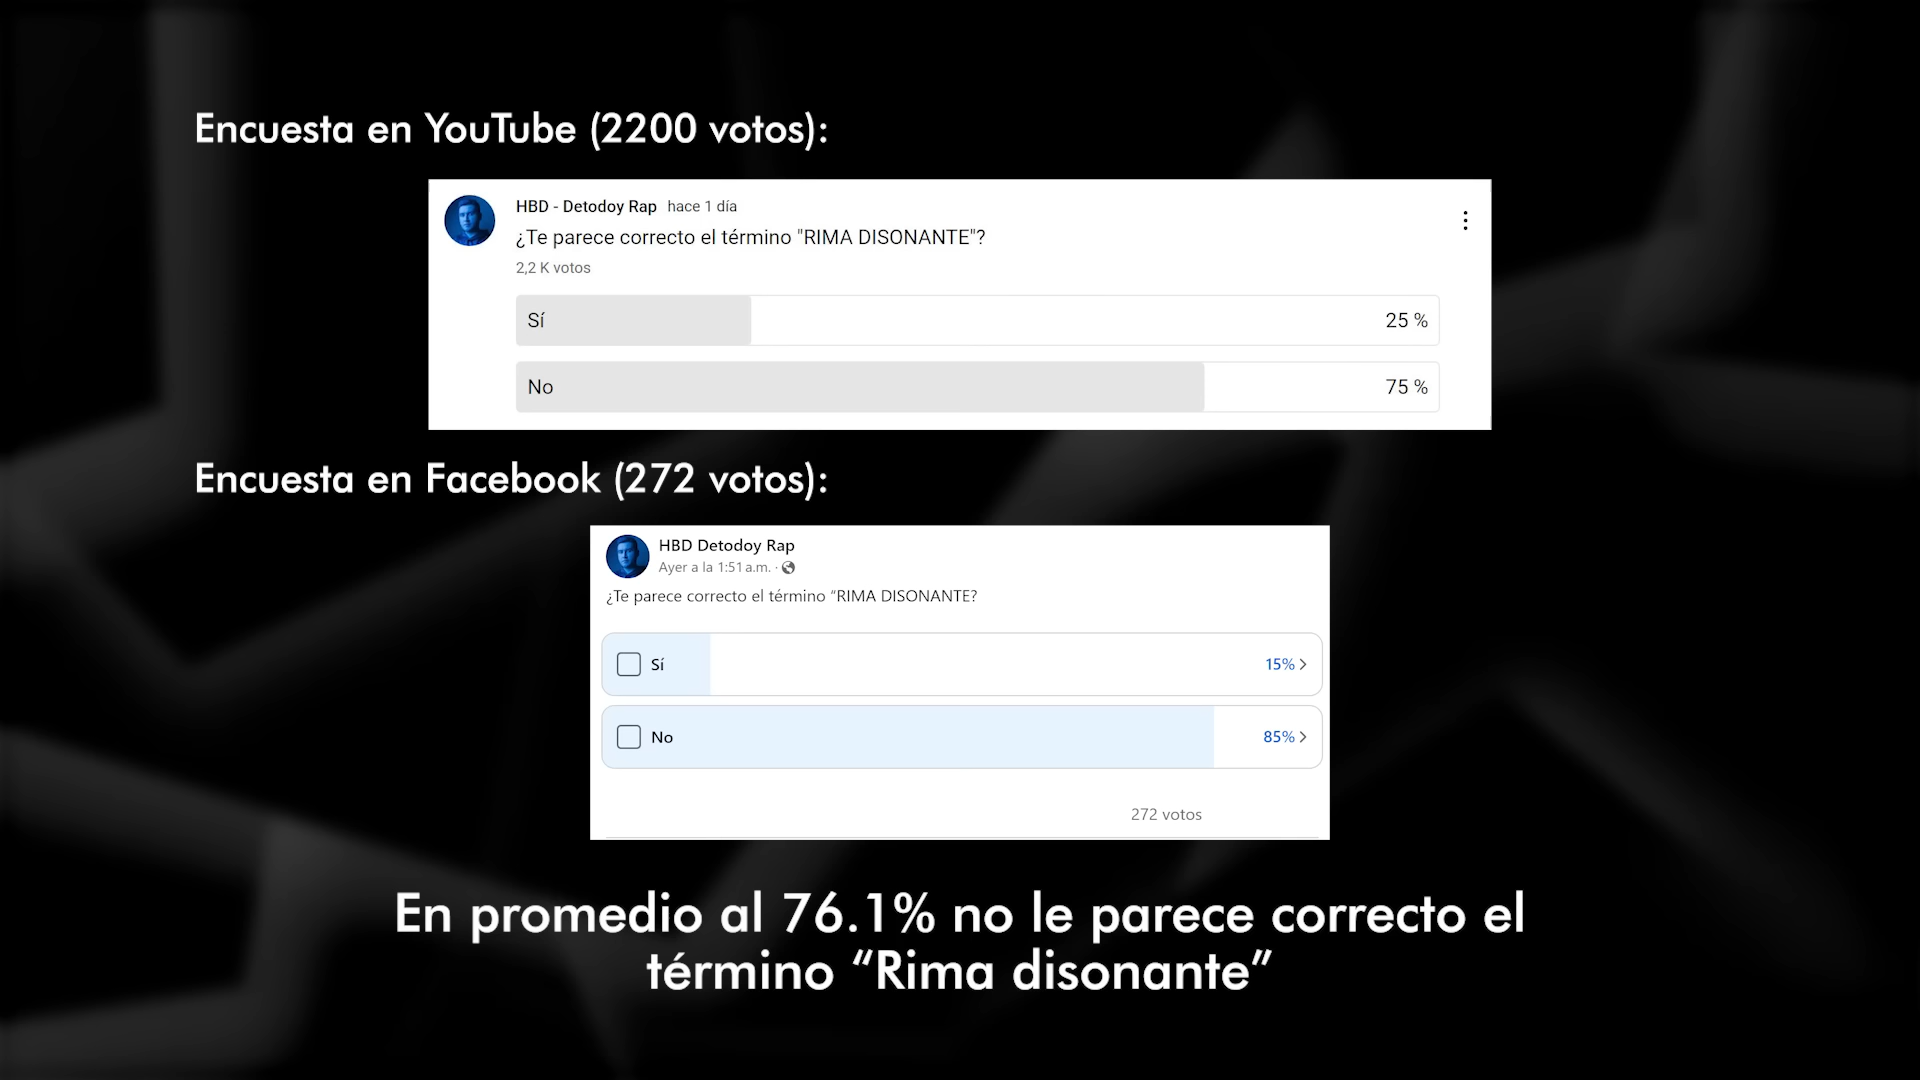 Encuesta en YouTube (2200 votos):
HBD - Detodoy Rap hace 1 día
¿Te parece correcto el término "RIMA DISONANTE"?
2,2 K votos
Sí 25 %
No 75 %
Encuesta en Facebook (272 votos):
HBD Detodoy Rap
Ayer a la 1:51 a.m. ·
¿Te parece correcto el término “RIMA DISONANTE?
Sí 15%
No 85%
272 votos
En promedio al 76.1% no le parece correcto el
término “Rima disonante”